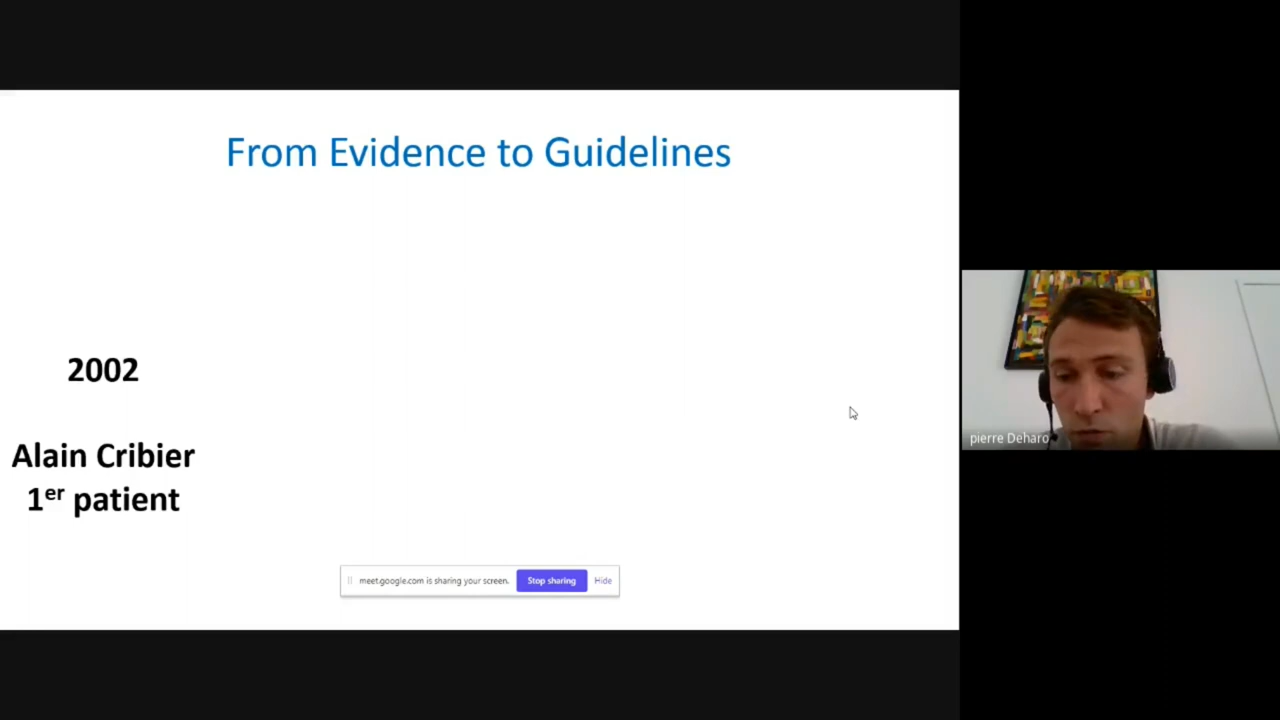 From Evidence to Guidelines
2002
Alain Cribier
1er patient
meet.google.com is sharing your screen.
Stop sharing
Hide
pierre Deharo